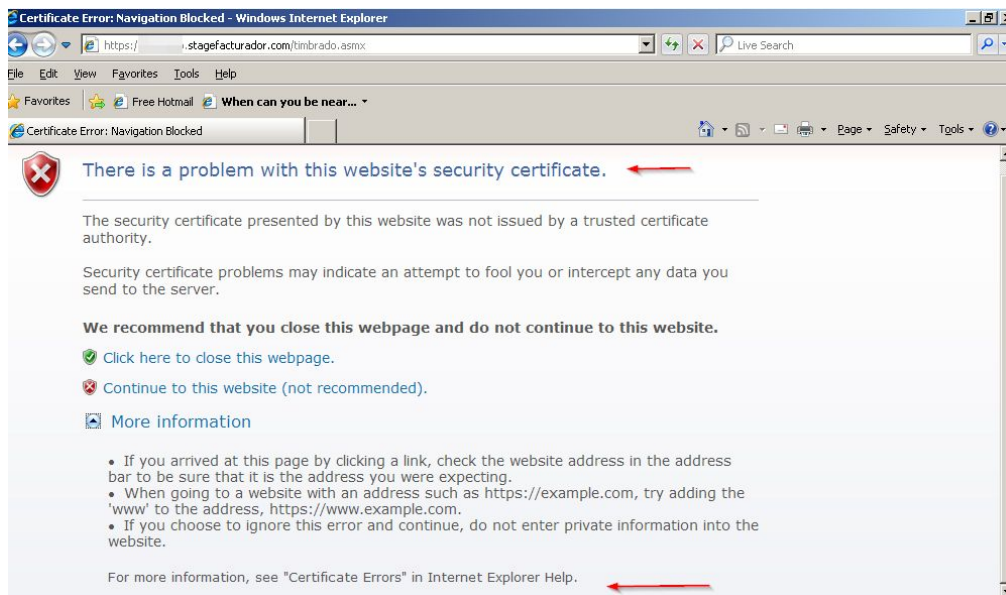 Certificate Error: Navigation Blocked - Windows Internet Explorer
https:/ .stagefacturador.com/timbrado.asmx
Live Search
File Edit View Favorites Tools Help
Favorites Free Hotmail When can you be near...
Certificate Error: Navigation Blocked
Page Safety Tools
There is a problem with this website's security certificate.
The security certificate presented by this website was not issued by a trusted certificate
authority.
Security certificate problems may indicate an attempt to fool you or intercept any data you
send to the server.
We recommend that you close this webpage and do not continue to this website.
Click here to close this webpage.
Continue to this website (not recommended).
More information
• If you arrived at this page by clicking a link, check the website address in the address
bar to be sure that it is the address you were expecting.
• When going to a website with an address such as https://example.com, try adding the
'www' to the address, https://www.example.com.
• If you choose to ignore this error and continue, do not enter private information into the
website.
For more information, see "Certificate Errors" in Internet Explorer Help.